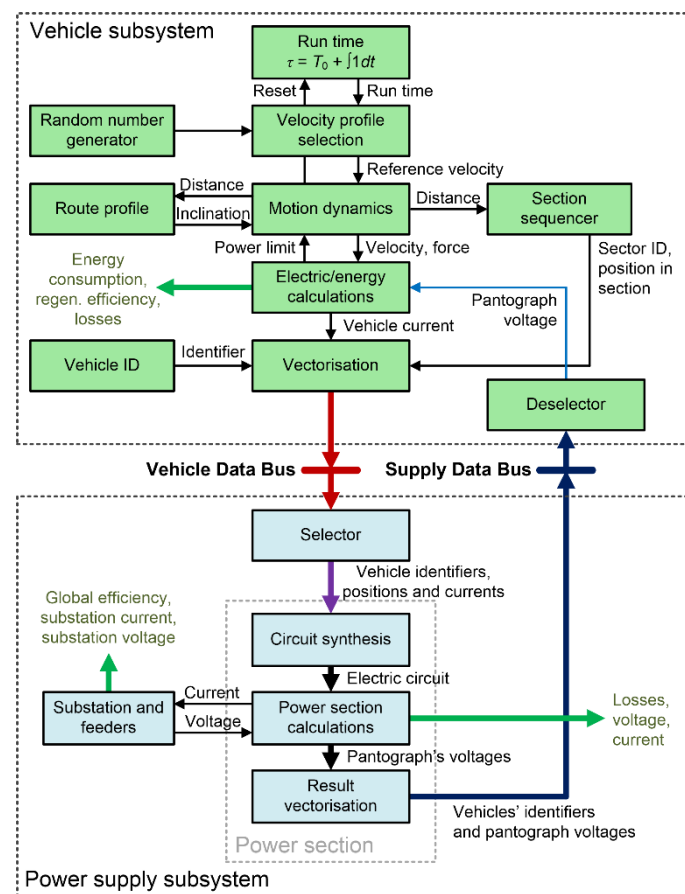 Vehicle subsystem
Run time
τ = T0 + ∫1dt
Reset
Run time
Random number
generator
Velocity profile
selection
Reference velocity
Distance
Route profile
Inclination
Motion dynamics
Distance
Section
sequencer
Power limit
Velocity, force
Sector ID,
position in
section
Energy
consumption,
regen. efficiency,
losses
Electric/energy
calculations
Pantograph
voltage
Vehicle current
Vehicle ID
Identifier
Vectorisation
Deselector
Vehicle Data Bus
Supply Data Bus
Selector
Vehicle identifiers,
positions and currents
Global efficiency,
substation current,
substation voltage
Circuit synthesis
Electric circuit
Substation and
feeders
Current
Voltage
Power section
calculations
Losses,
voltage,
current
Pantograph's voltages
Result
vectorisation
Vehicles' identifiers
and pantograph voltages
Power section
Power supply subsystem